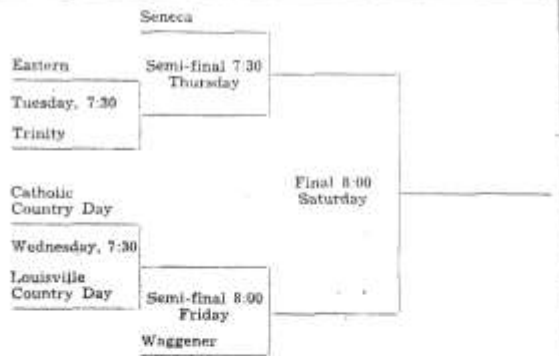 Seneca
Eastern
Semi-final 7:30
Thursday
Tuesday, 7:30
Trinity
Final 8:00
Saturday
Catholic
Country Day
Wednesday, 7:30
Louisville
Country Day
Semi-final 8:00
Friday
Waggener